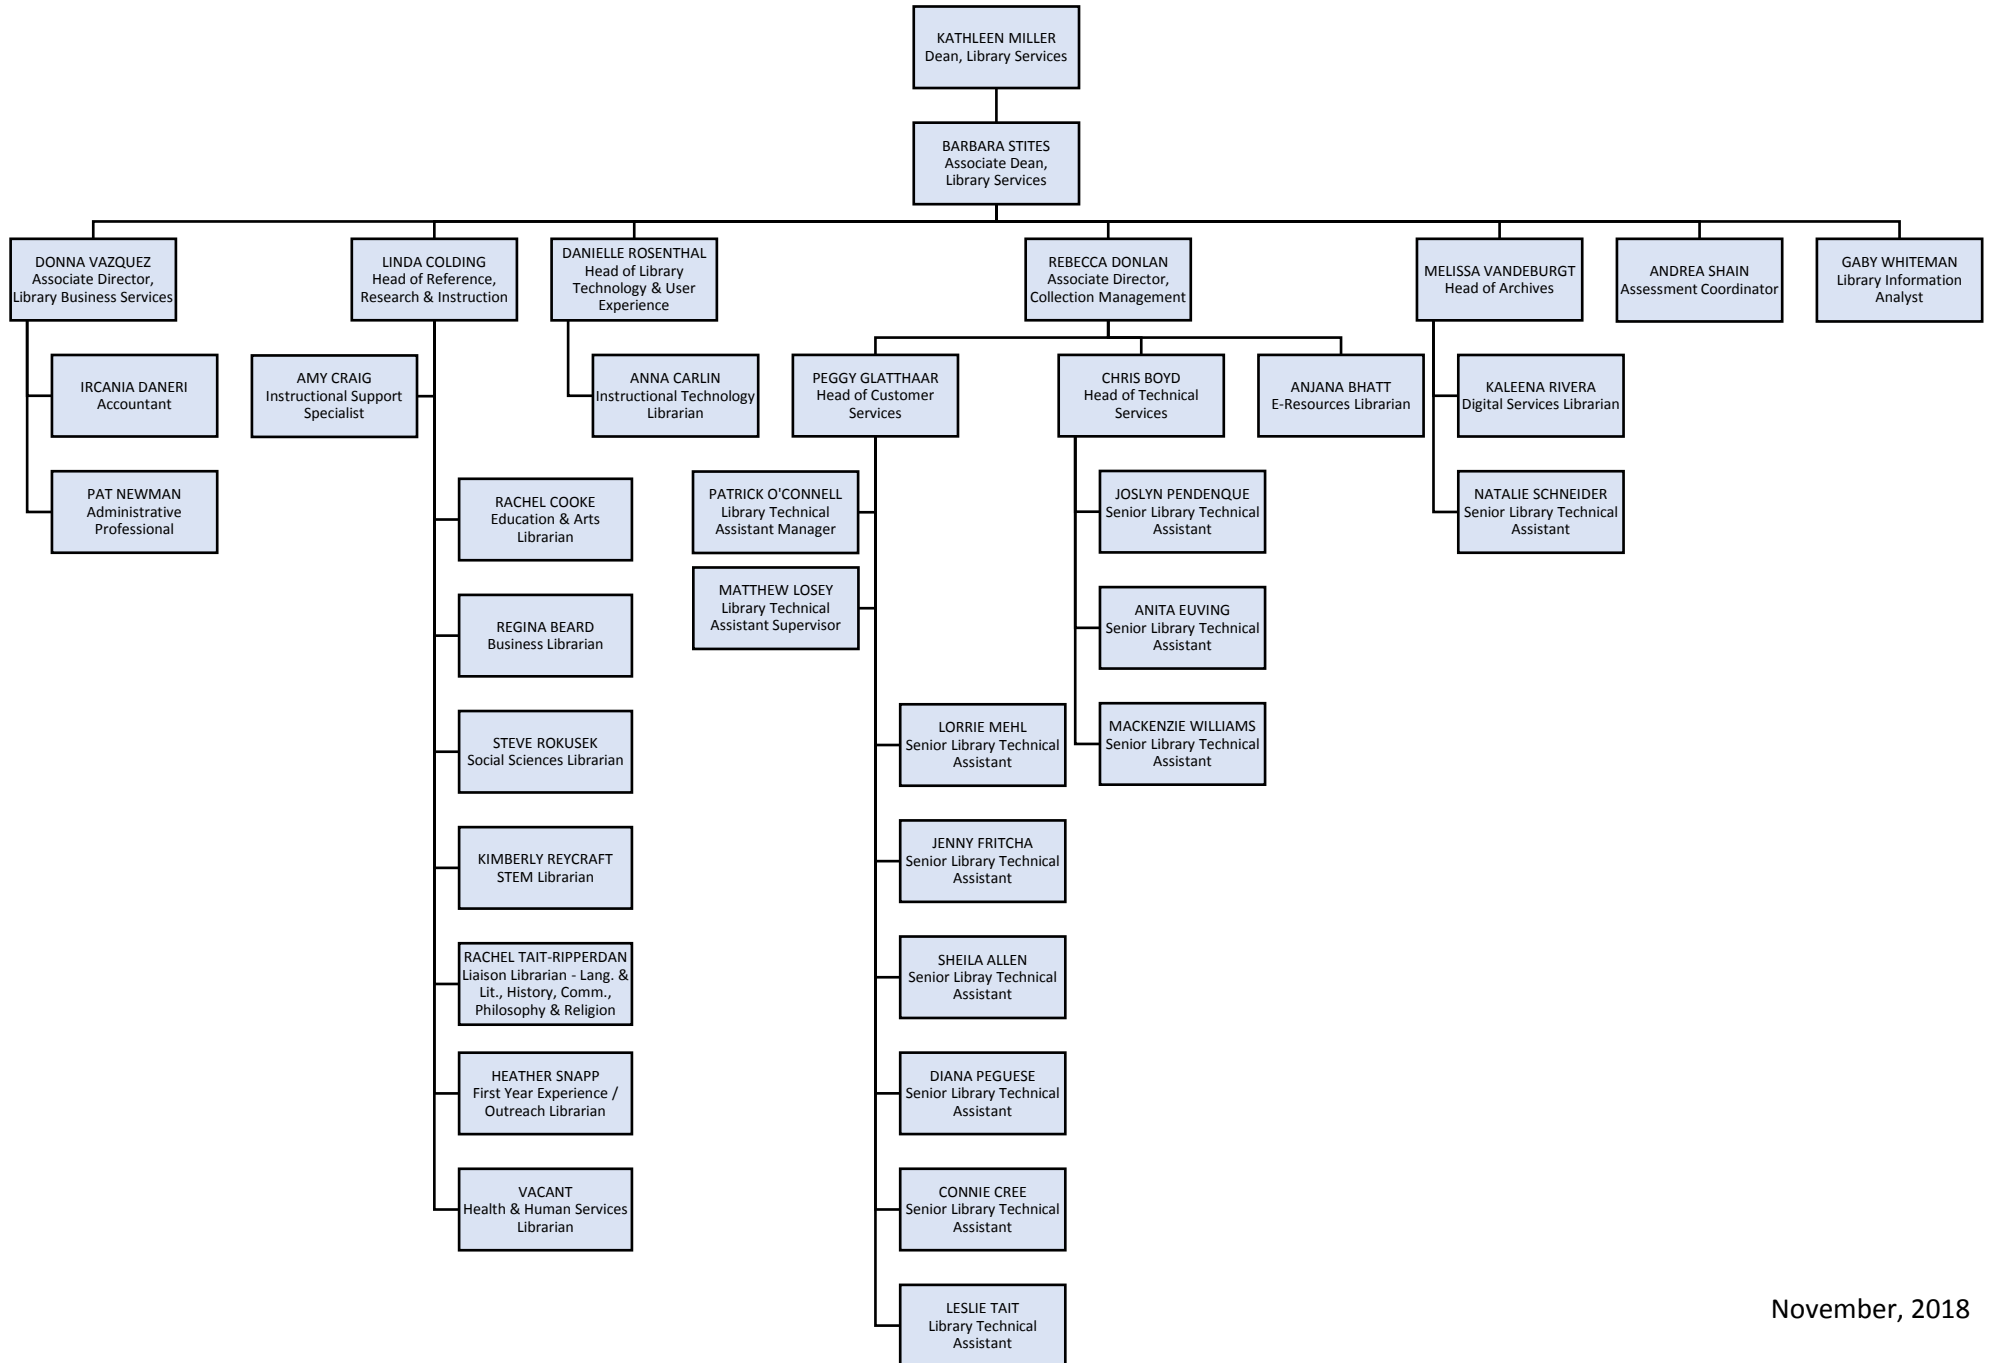 KATHLEEN MILLER
Dean, Library Services
BARBARA STITES
Associate Dean,
Library Services
DONNA VAZQUEZ
Associate Director,
Library Business Services
LINDA COLDING
Head of Reference,
Research & Instruction
DANIELLE ROSENTHAL
Head of Library
Technology & User
Experience
REBECCA DONLAN
Associate Director,
Collection Management
MELISSA VANDEBURGT
Head of Archives
ANDREA SHAIN
Assessment Coordinator
GABY WHITEMAN
Library Information
Analyst
IRCANIA DANERI
Accountant
AMY CRAIG
Instructional Support
Specialist
ANNA CARLIN
Instructional Technology
Librarian
PEGGY GLATTHAAR
Head of Customer
Services
CHRIS BOYD
Head of Technical
Services
ANJANA BHATT
E-Resources Librarian
KALEENA RIVERA
Digital Services Librarian
PAT NEWMAN
Administrative
Professional
RACHEL COOKE
Education & Arts
Librarian
PATRICK O'CONNELL
Library Technical
Assistant Manager
JOSLYN PENDENQUE
Senior Library Technical
Assistant
NATALIE SCHNEIDER
Senior Library Technical
Assistant
MATTHEW LOSEY
Library Technical
Assistant Supervisor
REGINA BEARD
Business Librarian
ANITA EUVING
Senior Library Technical
Assistant
STEVE ROKUSEK
Social Sciences Librarian
LORRIE MEHL
Senior Library Technical
Assistant
MACKENZIE WILLIAMS
Senior Library Technical
Assistant
KIMBERLY REYCRAFT
STEM Librarian
JENNY FRITCHA
Senior Library Technical
Assistant
RACHEL TAIT-RIPPERDAN
Liaison Librarian - Lang. &
Lit., History, Comm.,
Philosophy & Religion
SHEILA ALLEN
Senior Libray Technical
Assistant
HEATHER SNAPP
First Year Experience /
Outreach Librarian
DIANA PEGUESE
Senior Library Technical
Assistant
VACANT
Health & Human Services
Librarian
CONNIE CREE
Senior Library Technical
Assistant
LESLIE TAIT
Library Technical
Assistant
November, 2018